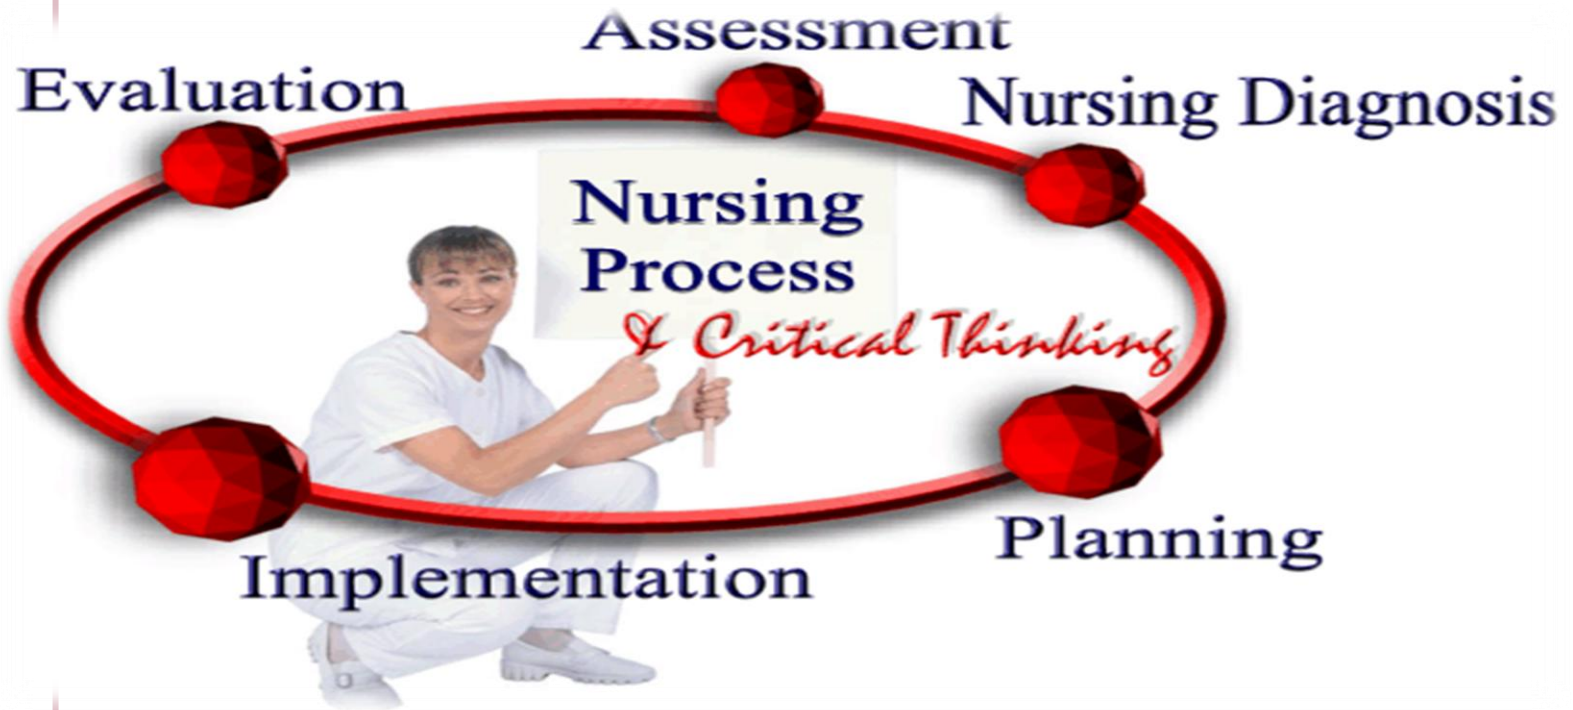 Assessment
Evaluation
Nursing Diagnosis
Nursing
Process
& Critical Thinking
Planning
Implementation